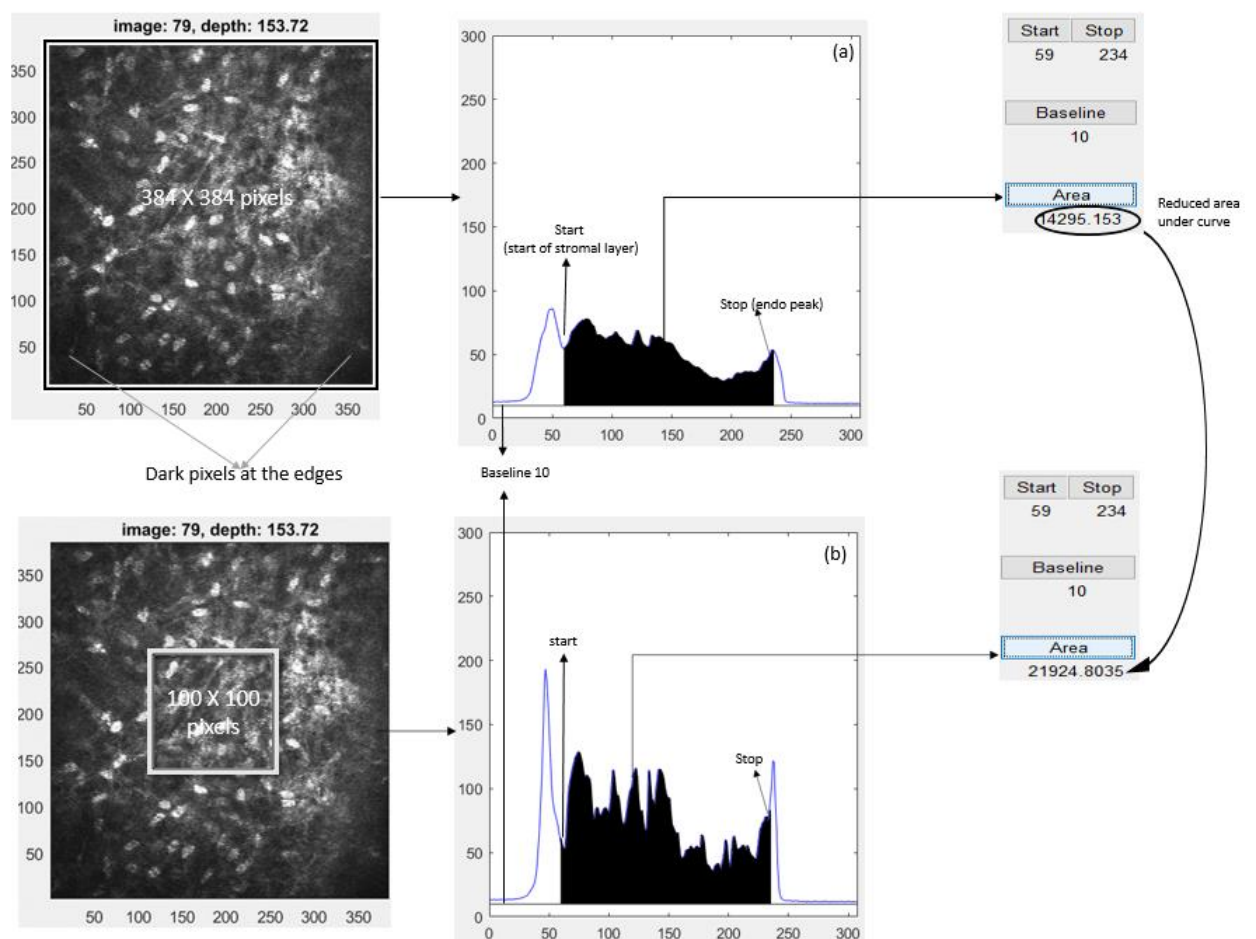 image: 79, depth: 153.72
350
300
250
200
150
100
50
384 X 384 pixels
50 100 150 200 250 300 350
Dark pixels at the edges
300
250
200
150
100
50
0
(a)
Start
(start of stromal layer)
Stop (endo peak)
0 50 100 150 200 250 300
Baseline 10
Start Stop
59 234
Baseline
10
Area
14295.153
Reduced area
under curve
image: 79, depth: 153.72
350
300
250
200
150
100
50
100 X 100
pixels
50 100 150 200 250 300 350
300
250
200
150
100
50
0
(b)
start
Stop
0 50 100 150 200 250 300
Start Stop
59 234
Baseline
10
Area
21924.8035